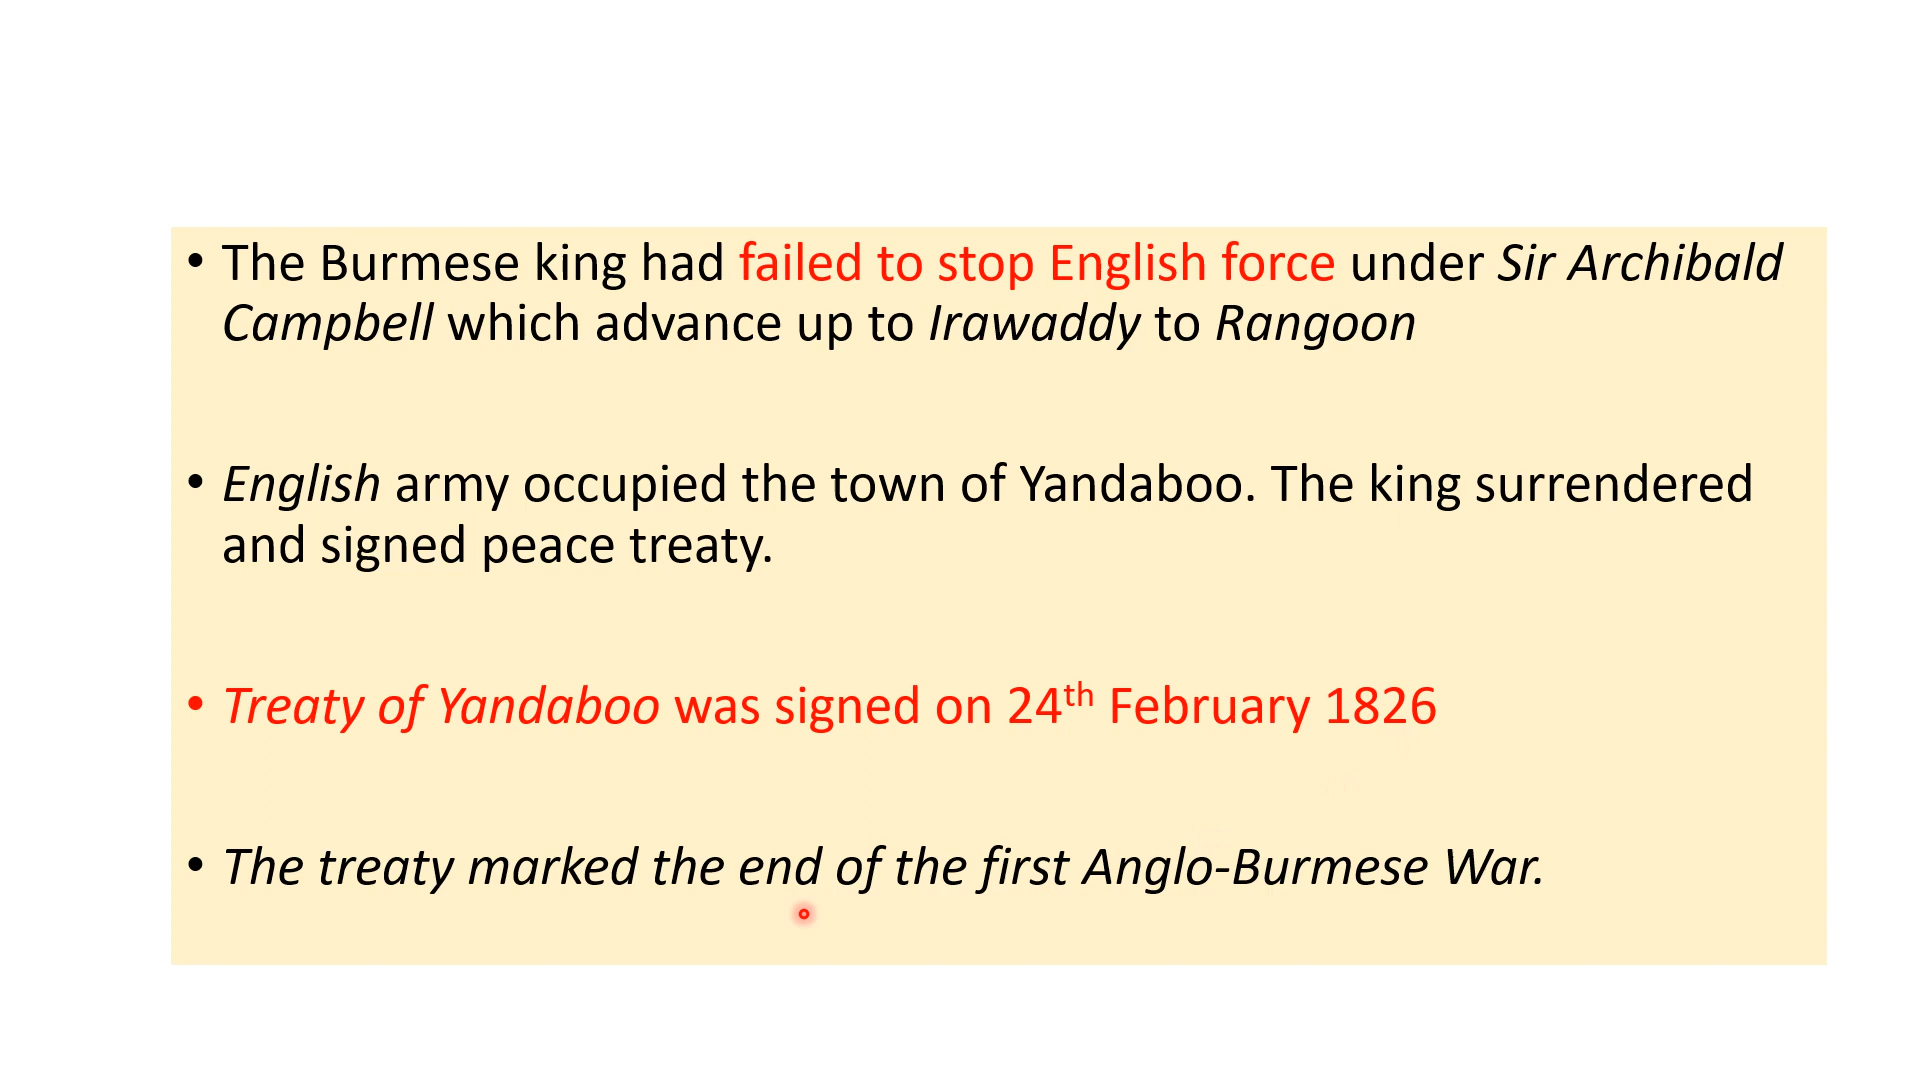 • The Burmese king had failed to stop English force under Sir Archibald
Campbell which advance up to Irawaddy to Rangoon
• English army occupied the town of Yandaboo. The king surrendered
and signed peace treaty.
• Treaty of Yandaboo was signed on 24th February 1826
• The treaty marked the end of the first Anglo-Burmese War.